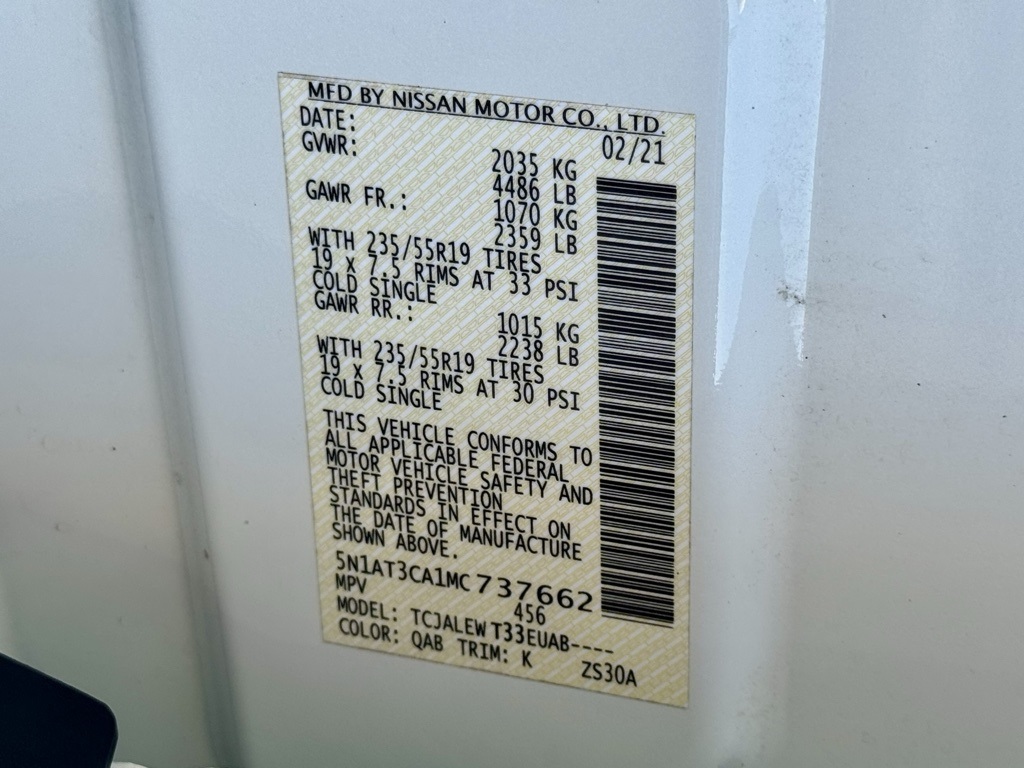 MFD BY NISSAN MOTOR CO., LTD.
DATE: 02/21
GVWR: 2035 KG
4486 LB
GAWR FR.: 1070 KG
2359 LB
WITH 235/55R19 TIRES
19 X 7.5 RIMS AT 33 PSI
COLD SINGLE
GAWR RR.: 1015 KG
2238 LB
WITH 235/55R19 TIRES
19 X 7.5 RIMS AT 30 PSI
COLD SINGLE
THIS VEHICLE CONFORMS TO
ALL APPLICABLE FEDERAL
MOTOR VEHICLE SAFETY AND
THEFT PREVENTION
STANDARDS IN EFFECT ON
THE DATE OF MANUFACTURE
SHOWN ABOVE.
5N1AT3CA1MC737662
MPV 456
MODEL: TCJALEWT33EUAB----
COLOR: QAB TRIM: K ZS30A